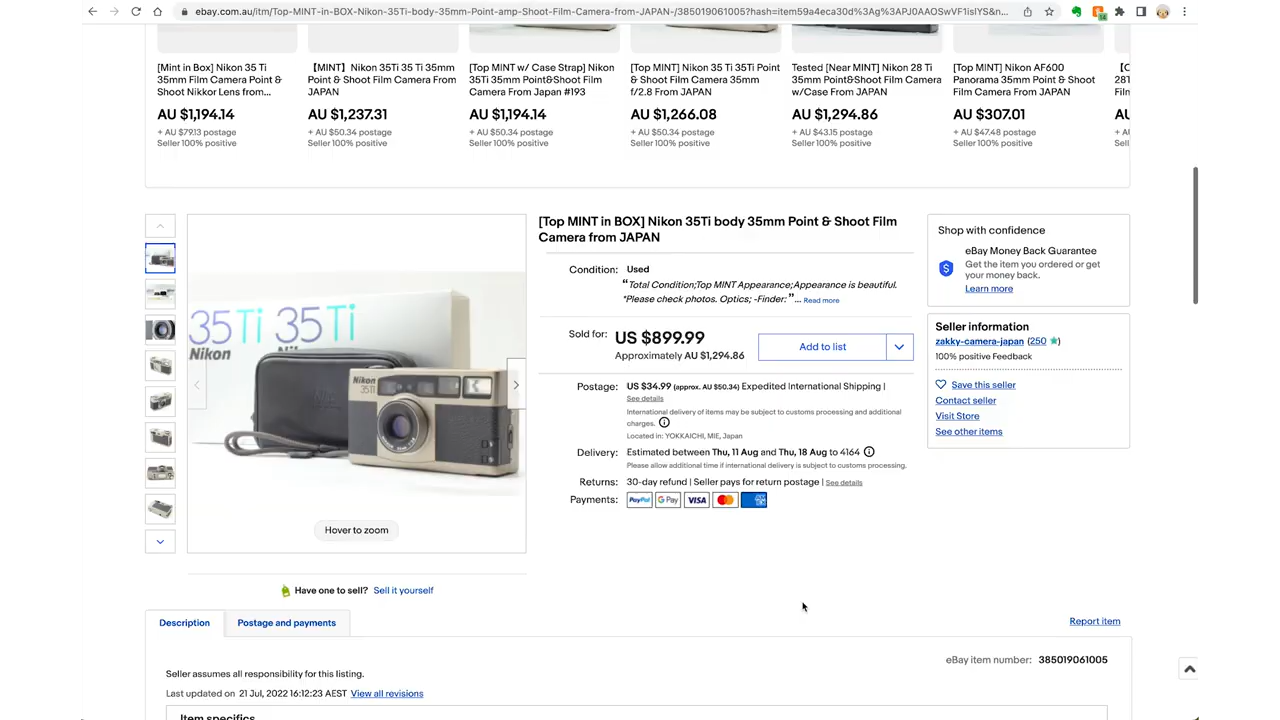 ebay.com.au/itm/Top-MINT-in-BOX-Nikon-35Ti-body-35mm-Point-amp-Shoot-Film-Camera-from-JAPAN-/385019061005?hash=item59a4eca30d%3Ag%3APJ0AAOSwVF1islYS&n...
[Mint in Box] Nikon 35 Ti
35mm Film Camera Point &
Shoot Nikkor Lens from...
AU $1,194.14
+ AU $79.13 postage
Seller 100% positive
【MINT】Nikon 35Ti 35 Ti 35mm
Point & Shoot Film Camera From
JAPAN
AU $1,237.31
+ AU $50.34 postage
Seller 100% positive
[Top MINT w/ Case Strap] Nikon
35Ti 35mm Point&Shoot Film
Camera From Japan #193
AU $1,194.14
+ AU $50.34 postage
Seller 100% positive
[Top MINT] Nikon 35 Ti 35Ti Point
& Shoot Film Camera 35mm
f/2.8 From JAPAN
AU $1,266.08
+ AU $50.34 postage
Seller 100% positive
Tested [Near MINT] Nikon 28 Ti
35mm Point&Shoot Film Camera
w/Case From JAPAN
AU $1,294.86
+ AU $43.15 postage
Seller 100% positive
[Top MINT] Nikon AF600
Panorama 35mm Point & Shoot
Film Camera From JAPAN
AU $307.01
+ AU $47.48 postage
Seller 100% positive
28T
Film
AU
+ AU
Selle
35Ti 35Ti
Nikon
Nikon
35Ti
Hover to zoom
Have one to sell? Sell it yourself
[Top MINT in BOX] Nikon 35Ti body 35mm Point & Shoot Film
Camera from JAPAN
Condition: Used
“Total Condition;Top MINT Appearance;Appearance is beautiful.
*Please check photos. Optics; -Finder:”... Read more
Sold for: US $899.99
Approximately AU $1,294.86
Add to list
Postage: US $34.99 (approx. AU $50.34) Expedited International Shipping |
See details
International delivery of items may be subject to customs processing and additional
charges.
Located in: YOKKAICHI, MIE, Japan
Delivery: Estimated between Thu, 11 Aug and Thu, 18 Aug to 4164
Please allow additional time if international delivery is subject to customs processing.
Returns: 30-day refund | Seller pays for return postage | See details
Payments: PayPal G Pay VISA
Shop with confidence
eBay Money Back Guarantee
Get the item you ordered or get
your money back.
Learn more
Seller information
zakky-camera-japan (250)
100% positive Feedback
Save this seller
Contact seller
Visit Store
See other items
Description
Postage and payments
Report item
eBay item number: 385019061005
Seller assumes all responsibility for this listing.
Last updated on 21 Jul, 2022 16:12:23 AEST View all revisions
Item specifics